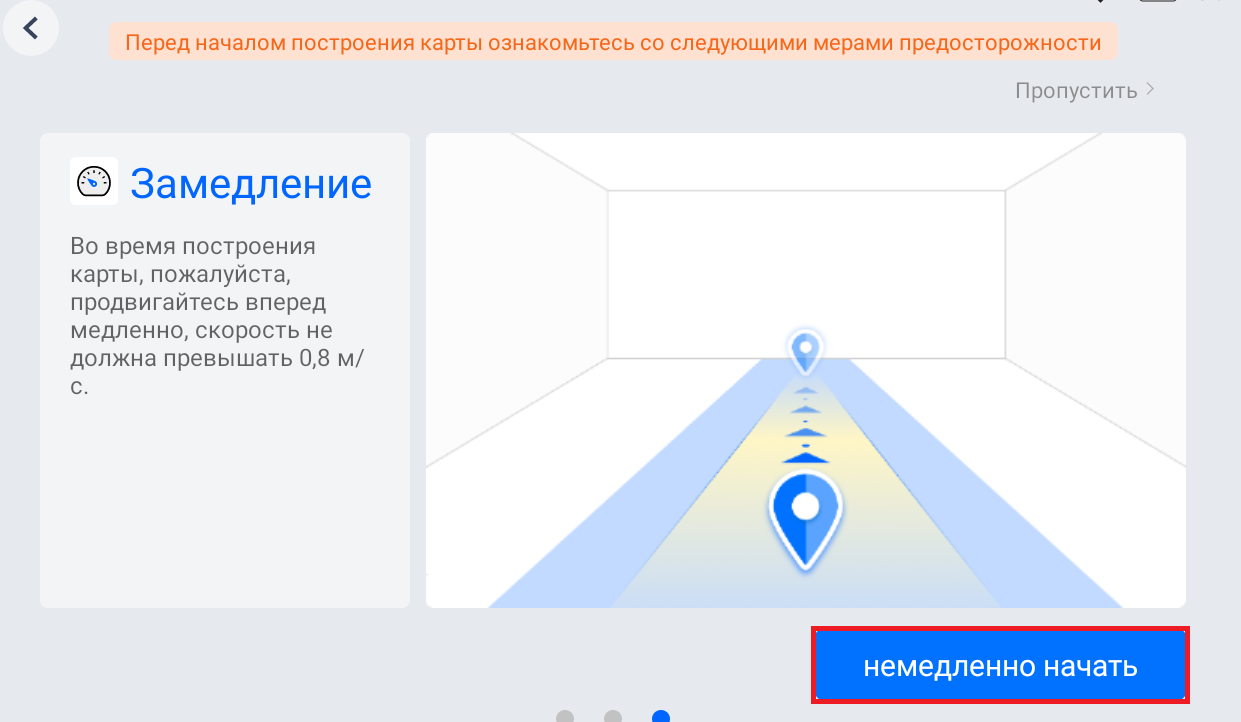 Перед началом построения карты ознакомьтесь со следующими мерами предосторожности
Пропустить
Замедление
Во время построения
карты, пожалуйста,
продвигайтесь вперед
медленно, скорость не
должна превышать 0,8 м/
с.
немедленно начать